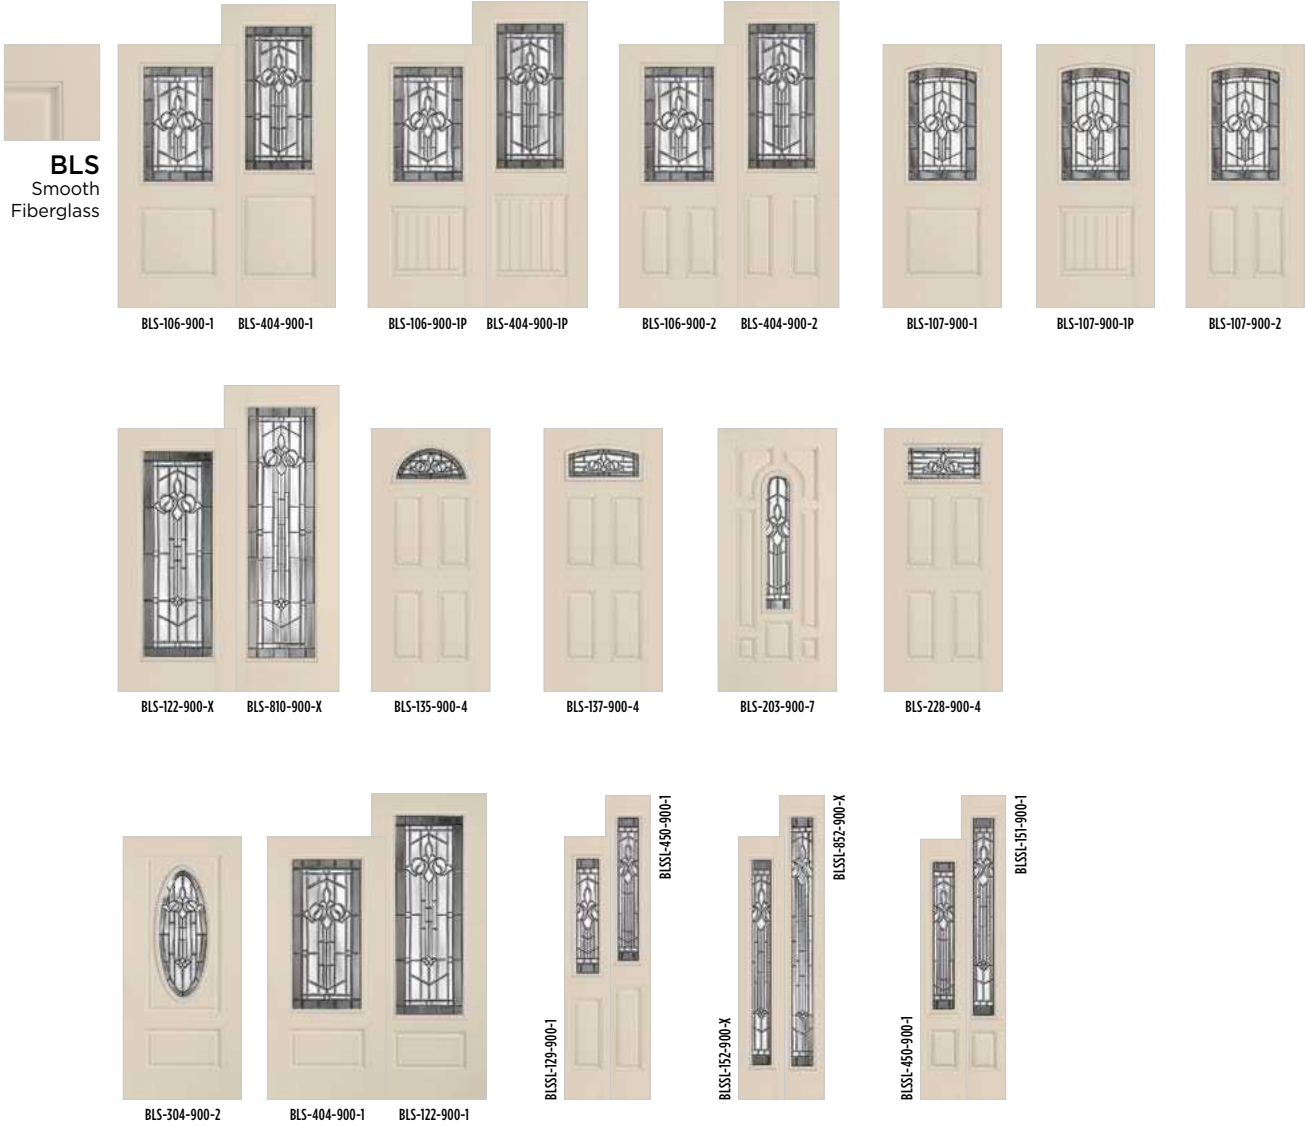 BLS
Smooth
Fiberglass
BLS-106-900-1 BLS-404-900-1 BLS-106-900-1P BLS-404-900-1P BLS-106-900-2 BLS-404-900-2 BLS-107-900-1 BLS-107-900-1P BLS-107-900-2
BLS-122-900-X BLS-810-900-X BLS-135-900-4 BLS-137-900-4 BLS-203-900-7 BLS-228-900-4
BLSSL-450-900-1
BLSSL-852-900-X
BLSSL-151-900-1
BLSSL-129-900-1
BLSSL-152-900-X
BLSSL-450-900-1
BLS-304-900-2 BLS-404-900-1 BLS-122-900-1